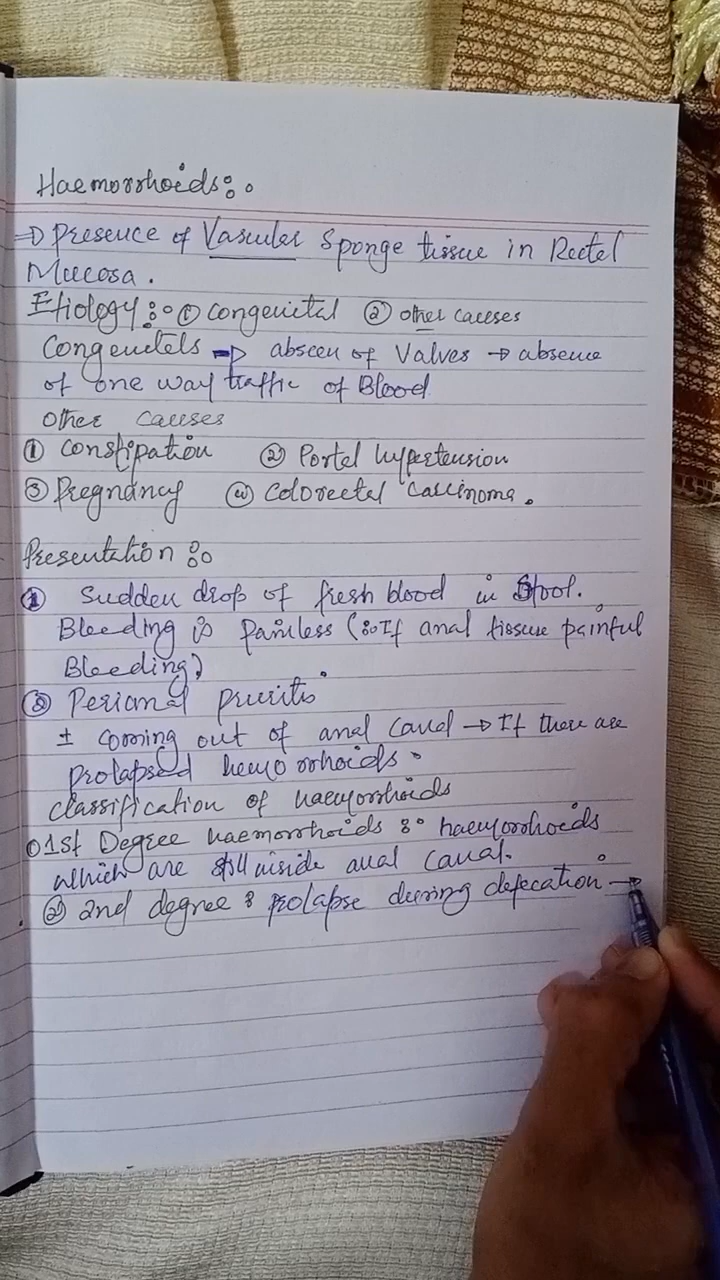 Haemorrhoids:
⇒ Presence of Vascular Sponge tissue in Rectal
Mucosa.
Etiology: ① Congenital ② other causes
Congenitals → abscen of Valves → absence
of one way traffic of Blood
Other Causes
① Constipation ② Portal hypertension
③ Pregnancy ④ Colorectal Carcinoma.
Presentation:
① Sudden drop of fresh blood in Stool.
Bleeding is Painless (If anal fissure painful
Bleeding)
② Perianal pruritis
± coming out of anal canal → If there are
prolapsed hemorrhoids.
Classification of haemorrhoids
① 1st Degree haemorrhoids: haemorrhoids
which are still inside anal canal.
② 2nd degree: prolapse during defecation →